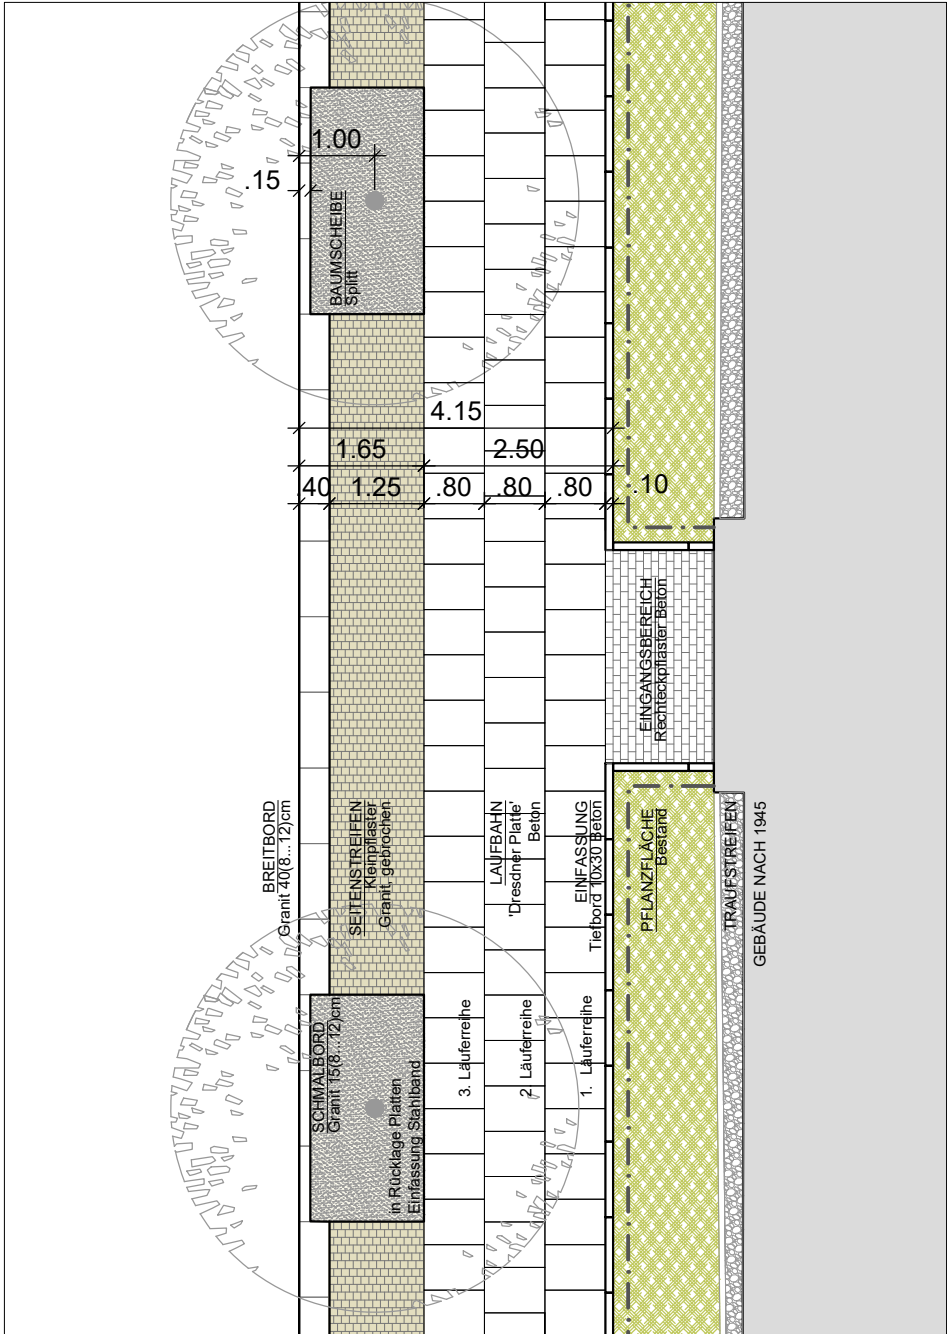 1.00
.15
BAUMSCHEIBE
Splitt
4.15
1.65
2.50
.40
1.25
.80
.80
.80
.10
EINGANGSBEREICH
Rechteckpflaster Beton
BREITBORD
Granit 40(8...12)cm
SEITENSTREIFEN
Kleinpflaster
Granit, gebrochen
LAUFBAHN
'Dresdner Platte'
Beton
EINFASSUNG
Tiefbord 10x30 Beton
PFLANZFLÄCHE
Bestand
TRAUFSTREIFEN
GEBÄUDE NACH 1945
SCHMALBORD
Granit 15(8...12)cm
in Rücklage Platten
Einfassung Stahlband
3. Läuferreihe
2 Läuferreihe
1. Läuferreihe